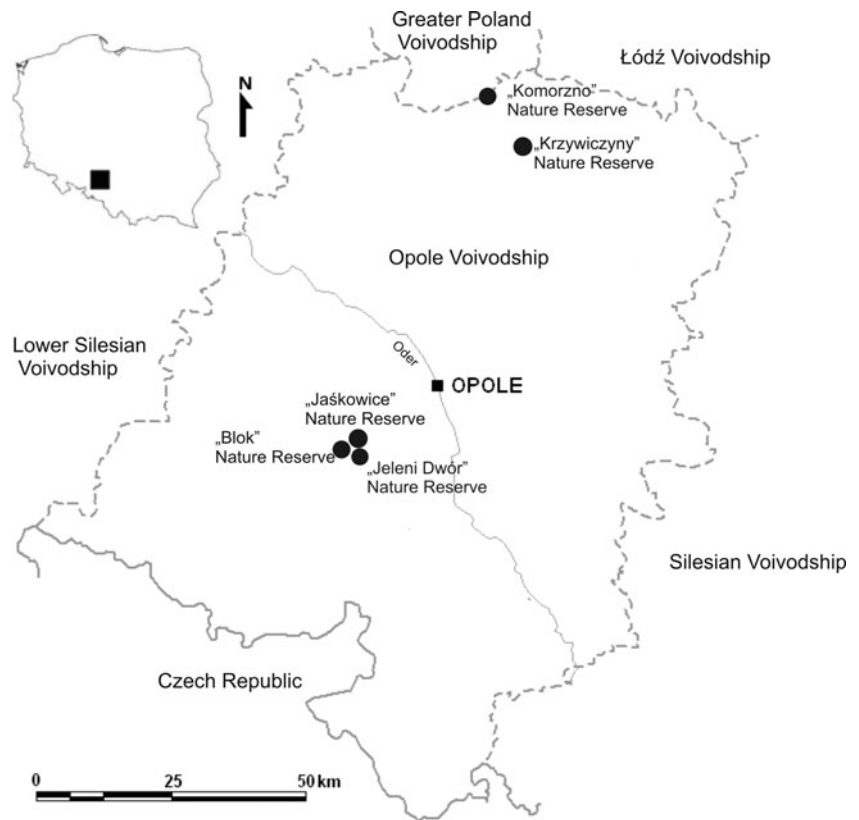 Greater Poland
Voivodship
Łódź Voivodship
N
„Komorzno”
Nature Reserve
„Krzywiczyny”
Nature Reserve
Opole Voivodship
Lower Silesian
Voivodship
Oder
OPOLE
„Jaśkowice”
Nature Reserve
„Blok”
Nature Reserve
„Jeleni Dwór”
Nature Reserve
Silesian Voivodship
Czech Republic
0 25 50 km